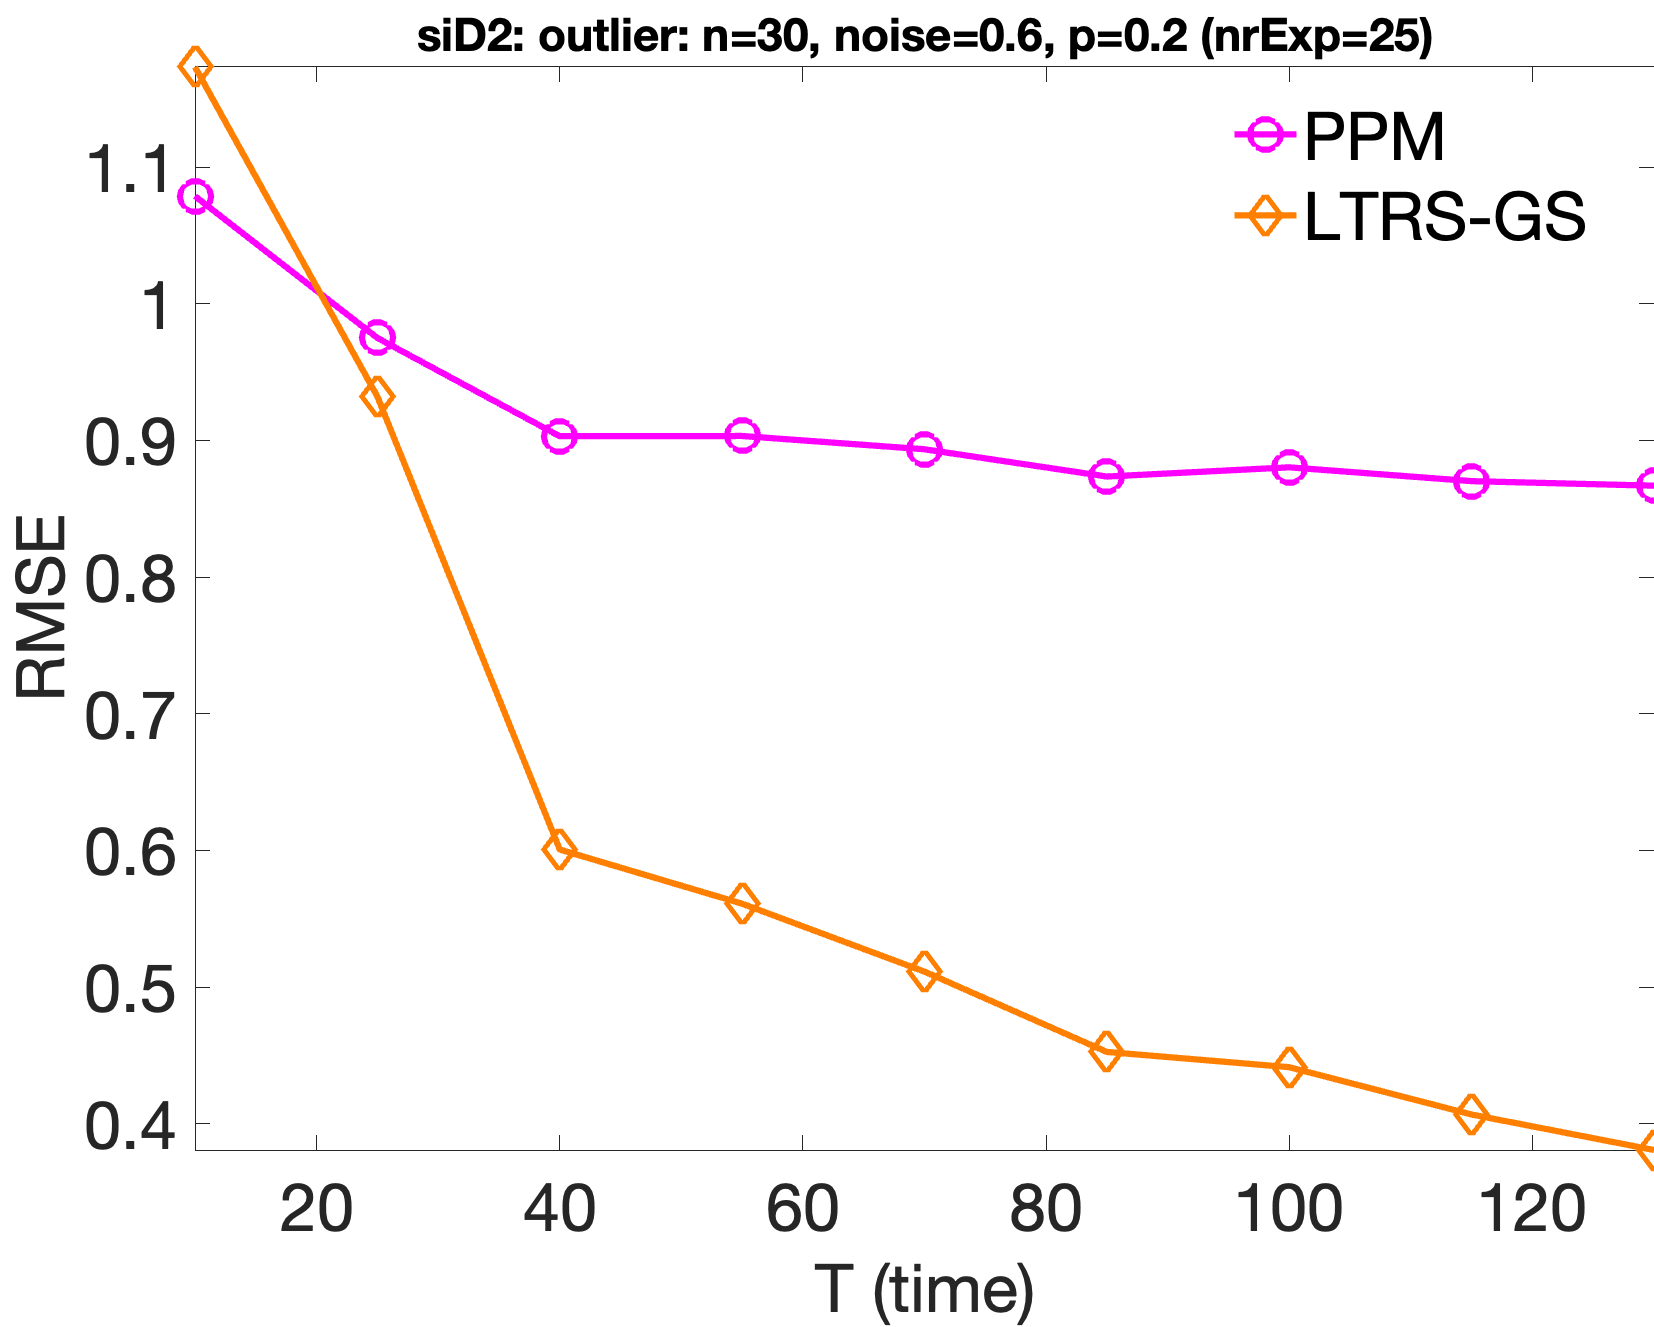 siD2: outlier: n=30, noise=0.6, p=0.2 (nrExp=25)
PPM
LTRS-GS
1.1
1
0.9
0.8
0.7
0.6
0.5
0.4
RMSE
20 40 60 80 100 120
T (time)